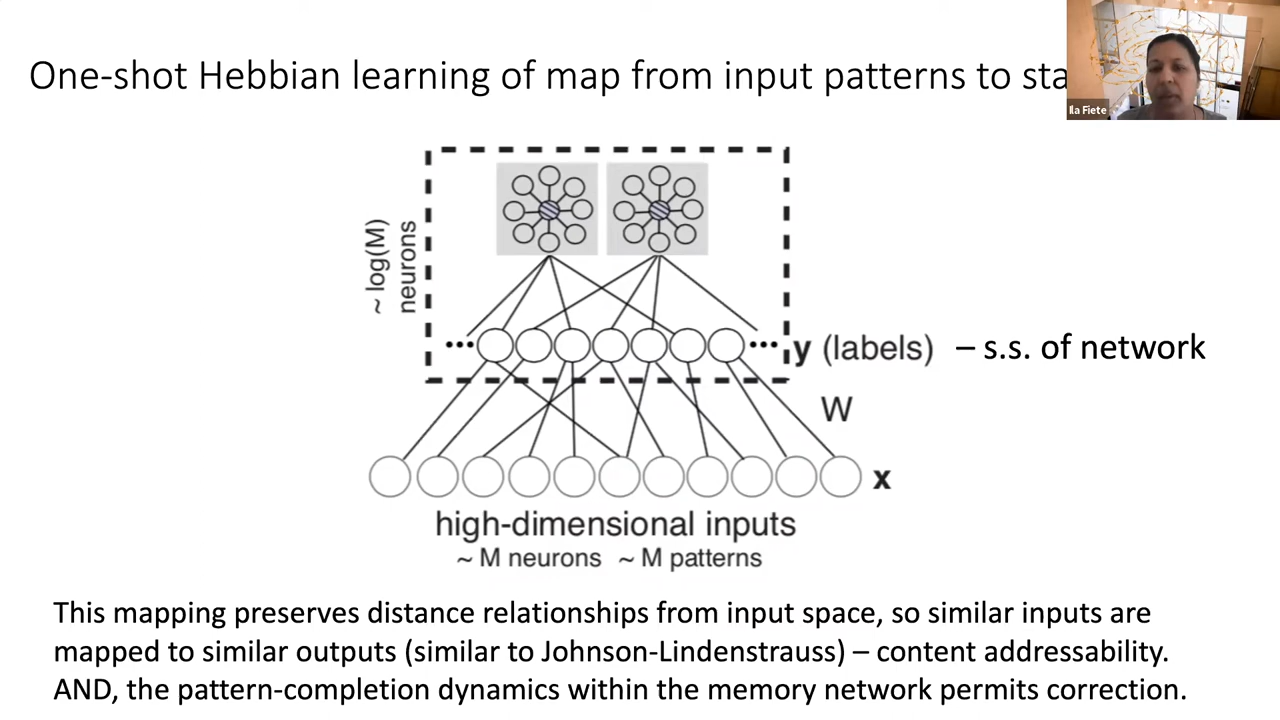 One-shot Hebbian learning of map from input patterns to sta
Ila Fiete
~ log(M)
neurons
y (labels) – s.s. of network
W
x
high-dimensional inputs
~ M neurons ~ M patterns
This mapping preserves distance relationships from input space, so similar inputs are
mapped to similar outputs (similar to Johnson-Lindenstrauss) – content addressability.
AND, the pattern-completion dynamics within the memory network permits correction.